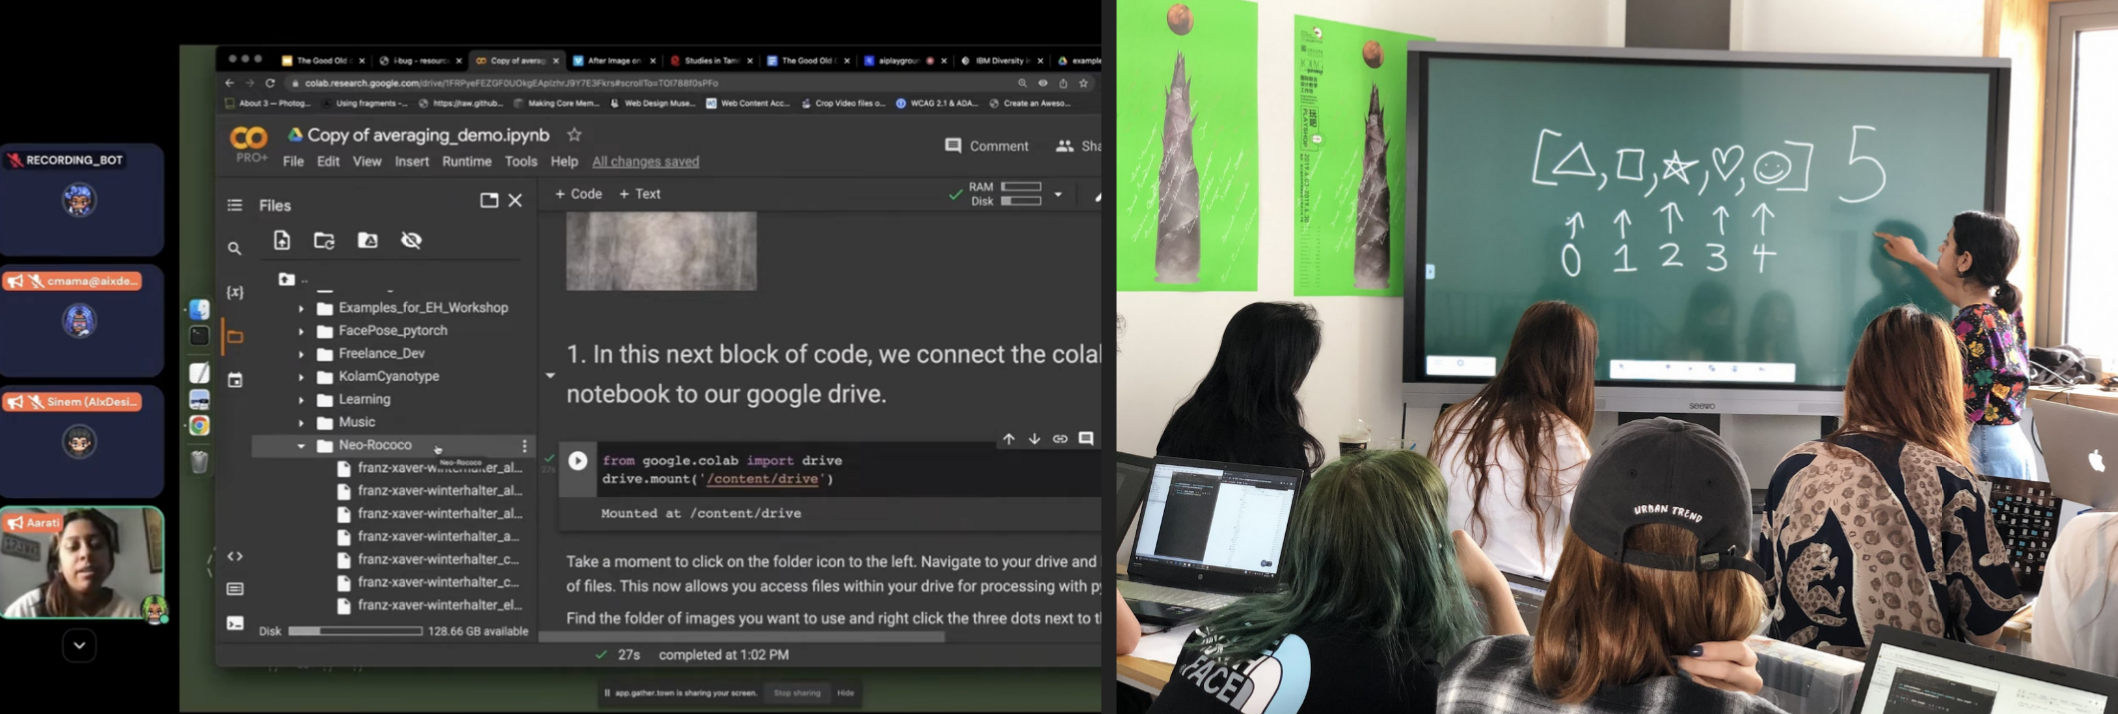 RECORDING_BOT
cmama@aixde...
Sinem (AIxDesi...
Aarati
The Good Old
i-bug - resourc
Copy of averag
After Image on
Studies in Tam
The Good Old
aiplaygroun
IBM Diversity
example
colab.research.google.com/drive/
About 3 — Photog...
Using fragments -...
https://raw.github...
Making Core Mem...
Web Design Muse...
Web Content Acc...
Crop Video files o...
WCAG 2.1 & ADA...
Create an Aweso...
CO
PRO+
Copy of averaging_demo.ipynb
File Edit View Insert Runtime Tools Help All changes saved
Comment
Sha
Files
+ Code + Text
RAM
Disk
{x}
..
Examples_for_EH_Workshop
FacePose_pytorch
Freelance_Dev
KolamCyanotype
Learning
Music
Neo-Rococo
Neo-Rococo
franz-xaver-winterhalter_al...
franz-xaver-winterhalter_al...
franz-xaver-winterhalter_al...
franz-xaver-winterhalter_a...
franz-xaver-winterhalter_c...
franz-xaver-winterhalter_c...
franz-xaver-winterhalter_el...
Disk 128.66 GB available
1. In this next block of code, we connect the cola
notebook to our google drive.
from google.colab import drive
drive.mount('/content/drive')
Mounted at /content/drive
Take a moment to click on the folder icon to the left. Navigate to your drive and
of files. This now allows you access files within your drive for processing with py
Find the folder of images you want to use and right click the three dots next to t
27s completed at 1:02 PM
app.gather.town is sharing your screen. Stop sharing Hide
[ , , , , ] 5
0 1 2 3 4
seewo
URBAN TREND
FACE